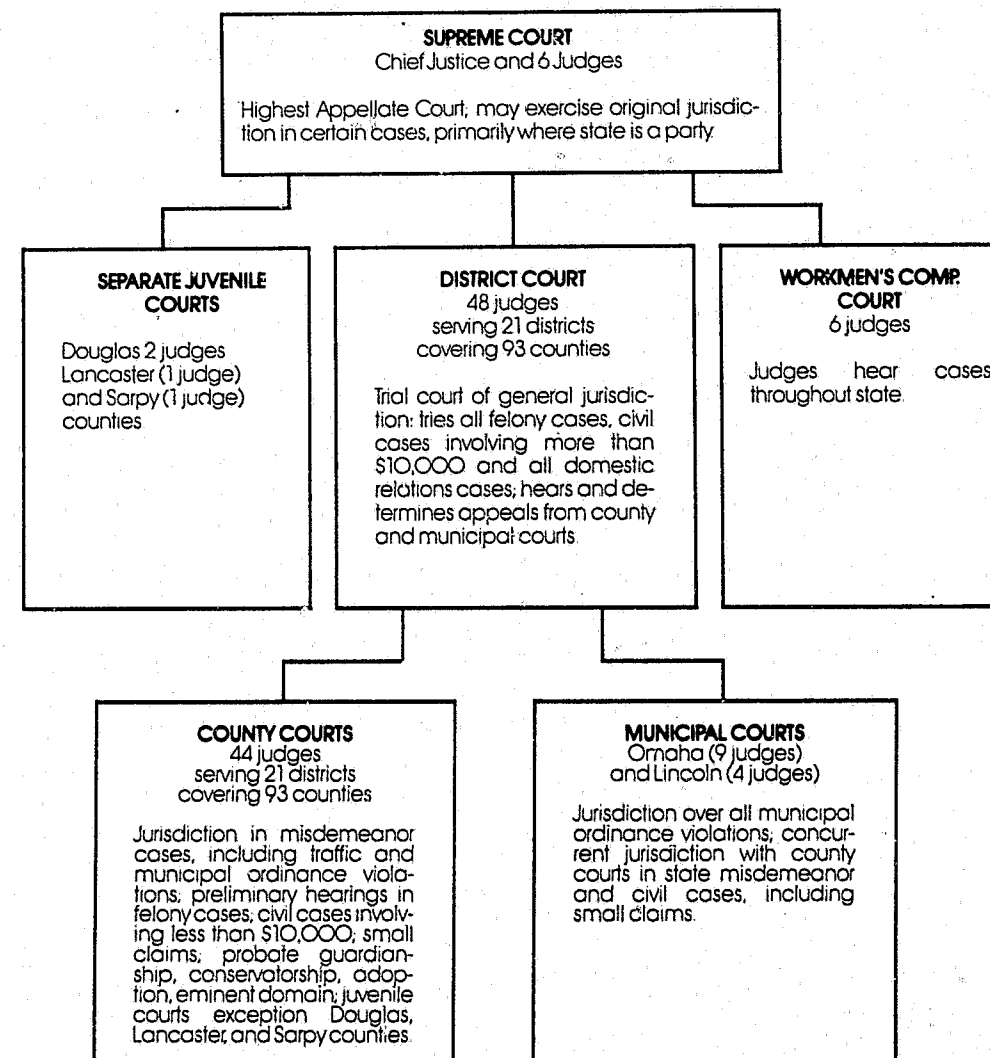 SUPREME COURT
Chief Justice and 6 Judges
Highest Appellate Court; may exercise original jurisdic-
tion in certain cases, primarily where state is a party.
SEPARATE JUVENILE
COURTS
Douglas 2 judges
Lancaster (1 judge)
and Sarpy (1 judge)
counties.
DISTRICT COURT
48 judges
serving 21 districts
covering 93 counties
Trial court of general jurisdic-
tion: tries all felony cases, civil
cases involving more than
$10,000 and all domestic
relations cases; hears and de-
termines appeals from county
and municipal courts.
WORKMEN'S COMP.
COURT
6 judges
Judges hear cases
throughout state.
COUNTY COURTS
44 judges
serving 21 districts
covering 93 counties
Jurisdiction in misdemeanor
cases, including traffic and
municipal ordinance viola-
tions; preliminary hearings in
felony cases; civil cases involv-
ing less than $10,000; small
claims; probate guardian-
ship, conservatorship, adop-
tion, eminent domain; juvenile
courts exception Douglas,
Lancaster, and Sarpy counties.
MUNICIPAL COURTS
Omaha (9 judges)
and Lincoln (4 judges)
Jurisdiction over all municipal
ordinance violations; concur-
rent jurisdiction with county
courts in state misdemeanor
and civil cases, including
small claims.